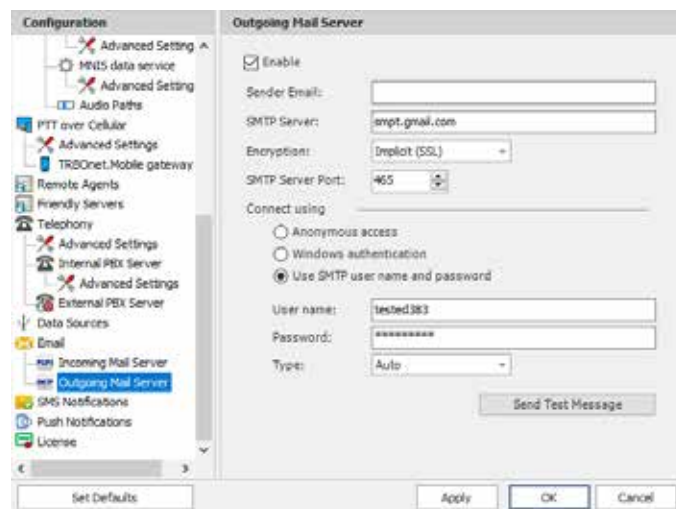 Configuration
Advanced Setting
MNIS data service
Advanced Setting
Audio Paths
PTT over Cellular
Advanced Settings
TRBOnet.Mobile gateway
Remote Agents
Friendly Servers
Telephony
Advanced Settings
Internal PBX Server
Advanced Settings
External PBX Server
Data Sources
Email
Incoming Mail Server
Outgoing Mail Server
SMS Notifications
Push Notifications
License
Set Defaults
Outgoing Mail Server
Enable
Sender Email:
SMTP Server: smpt.gmail.com
Encryption: Implicit (SSL)
SMTP Server Port: 465
Connect using
Anonymous access
Windows authentication
Use SMTP user name and password
User name: tested383
Password: *********
Type: Auto
Send Test Message
Apply OK Cancel